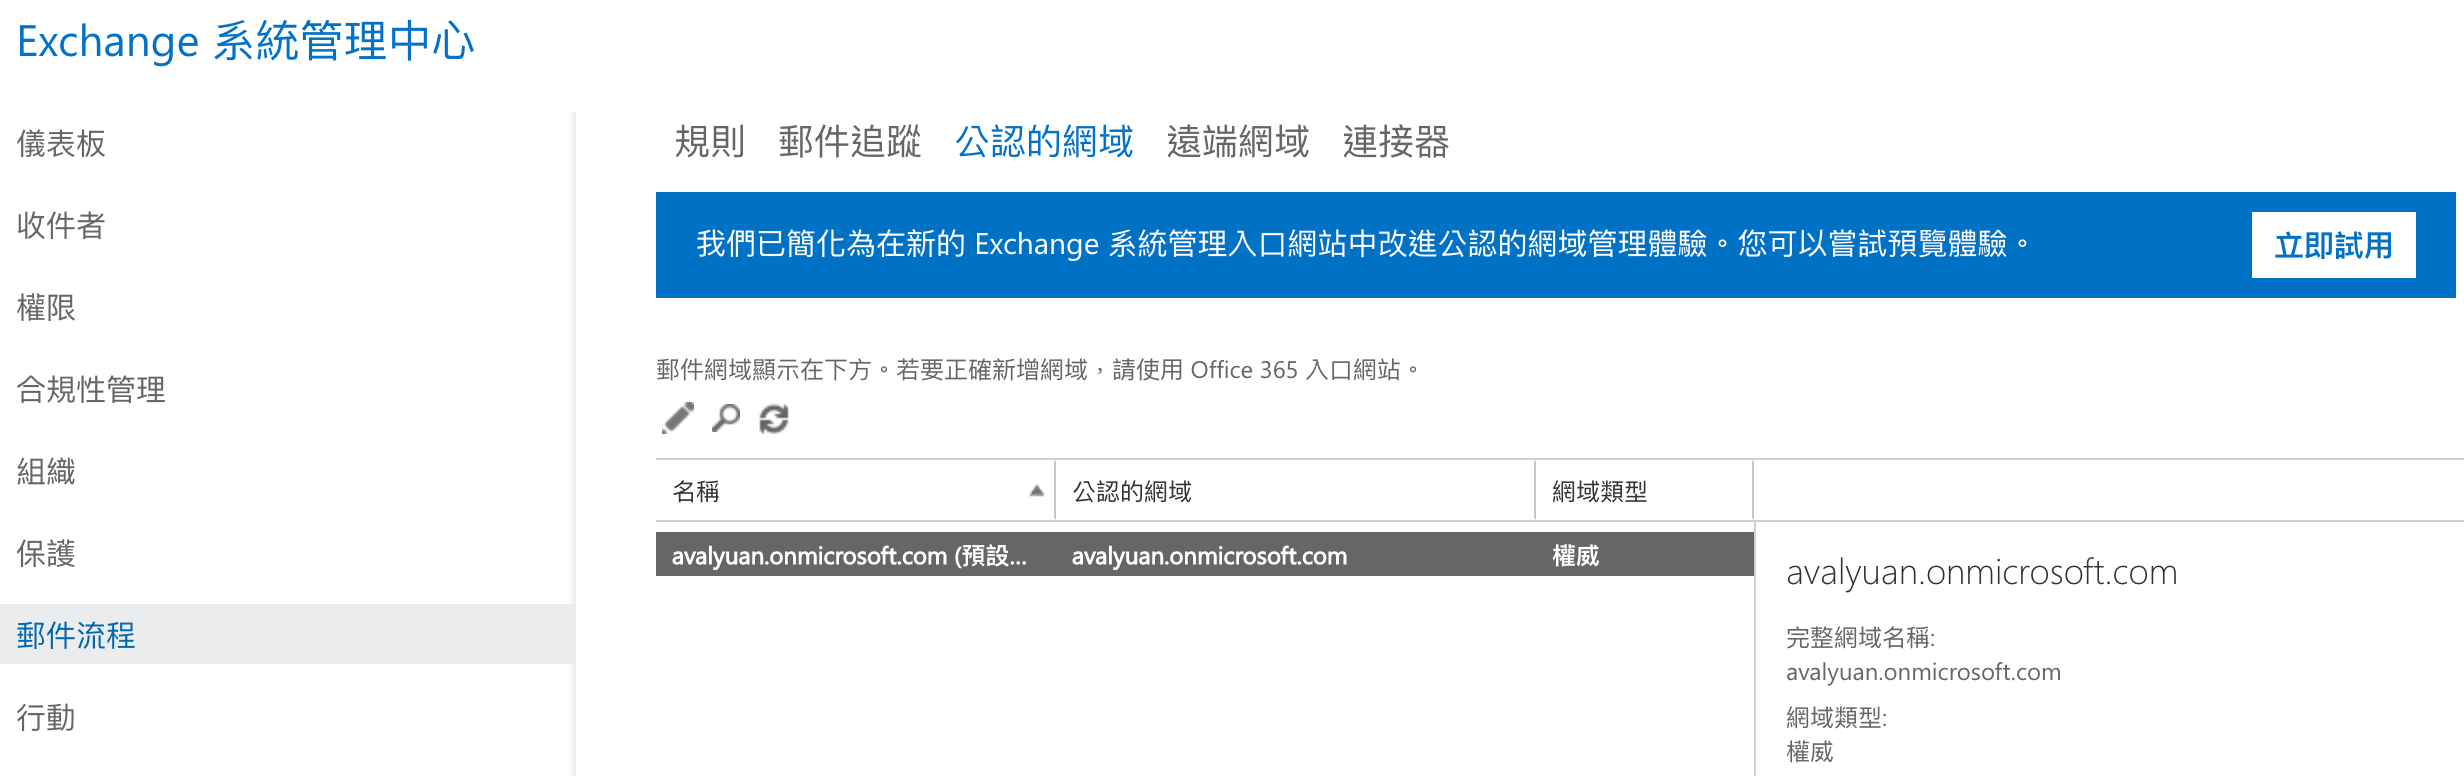 Exchange 系統管理中心
儀表板
收件者
權限
合規性管理
組織
保護
郵件流程
行動
規則 郵件追蹤 公認的網域 遠端網域 連接器
我們已簡化為在新的 Exchange 系統管理入口網站中改進公認的網域管理體驗。您可以嘗試預覽體驗。
立即試用
郵件網域顯示在下方。若要正確新增網域，請使用 Office 365 入口網站。
名稱 公認的網域 網域類型
avalyuan.onmicrosoft.com (預設... avalyuan.onmicrosoft.com 權威
avalyuan.onmicrosoft.com
完整網域名稱:
avalyuan.onmicrosoft.com
網域類型:
權威